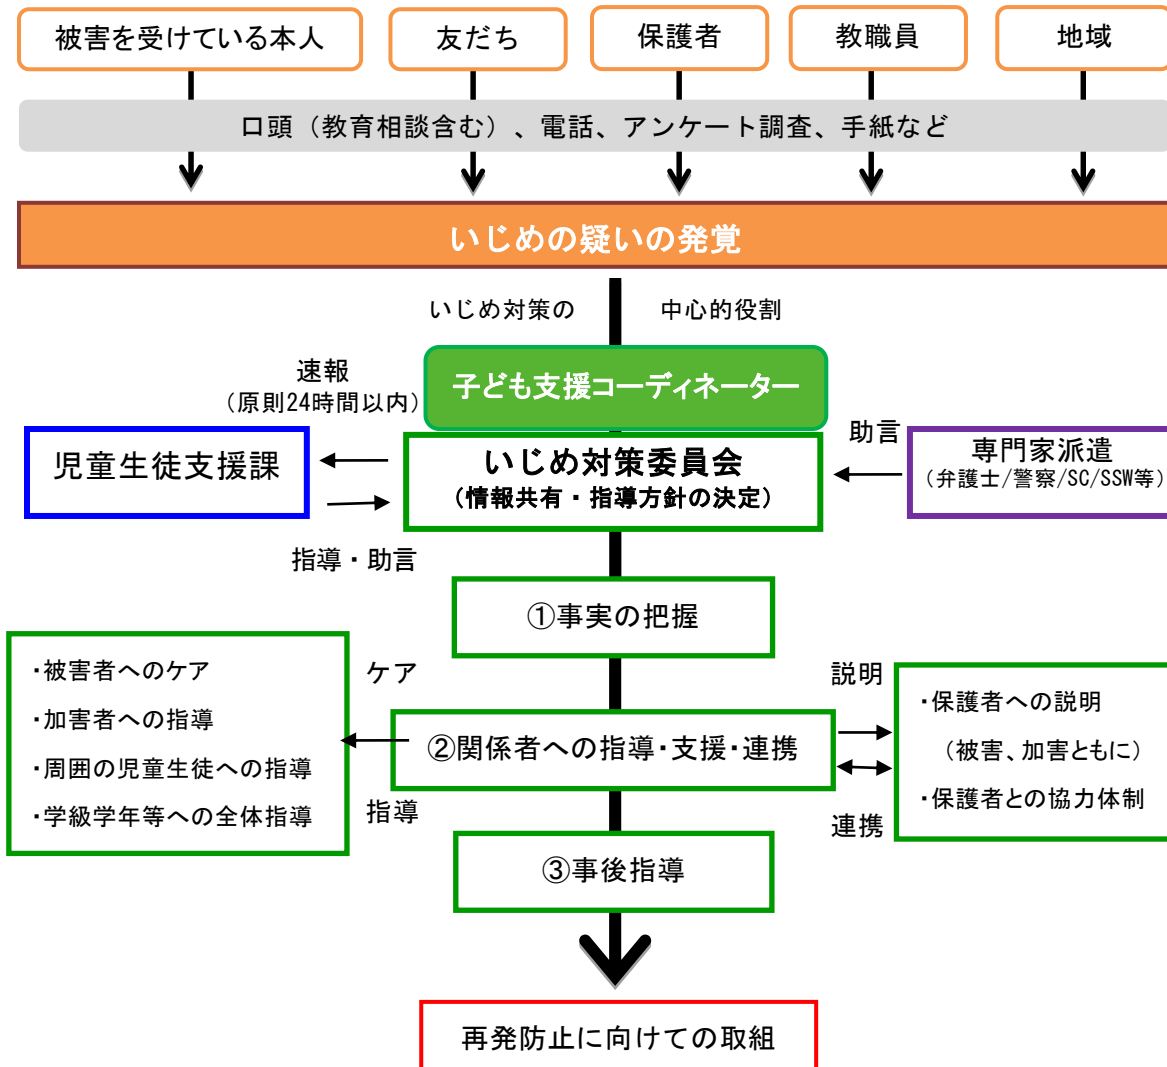 被害を受けている本人
友だち
保護者
教職員
地域
口頭（教育相談含む）、電話、アンケート調査、手紙など
いじめの疑いの発覚
いじめ対策の 中心的役割
子ども支援コーディネーター
速報
（原則24時間以内）
児童生徒支援課
いじめ対策委員会
（情報共有・指導方針の決定）
助言
専門家派遣
（弁護士/警察/SC/SSW等）
指導・助言
①事実の把握
・被害者へのケア
・加害者への指導
・周囲の児童生徒への指導
・学級学年等への全体指導
ケア
指導
②関係者への指導・支援・連携
説明
連携
・保護者への説明
（被害、加害ともに）
・保護者との協力体制
③事後指導
再発防止に向けての取組